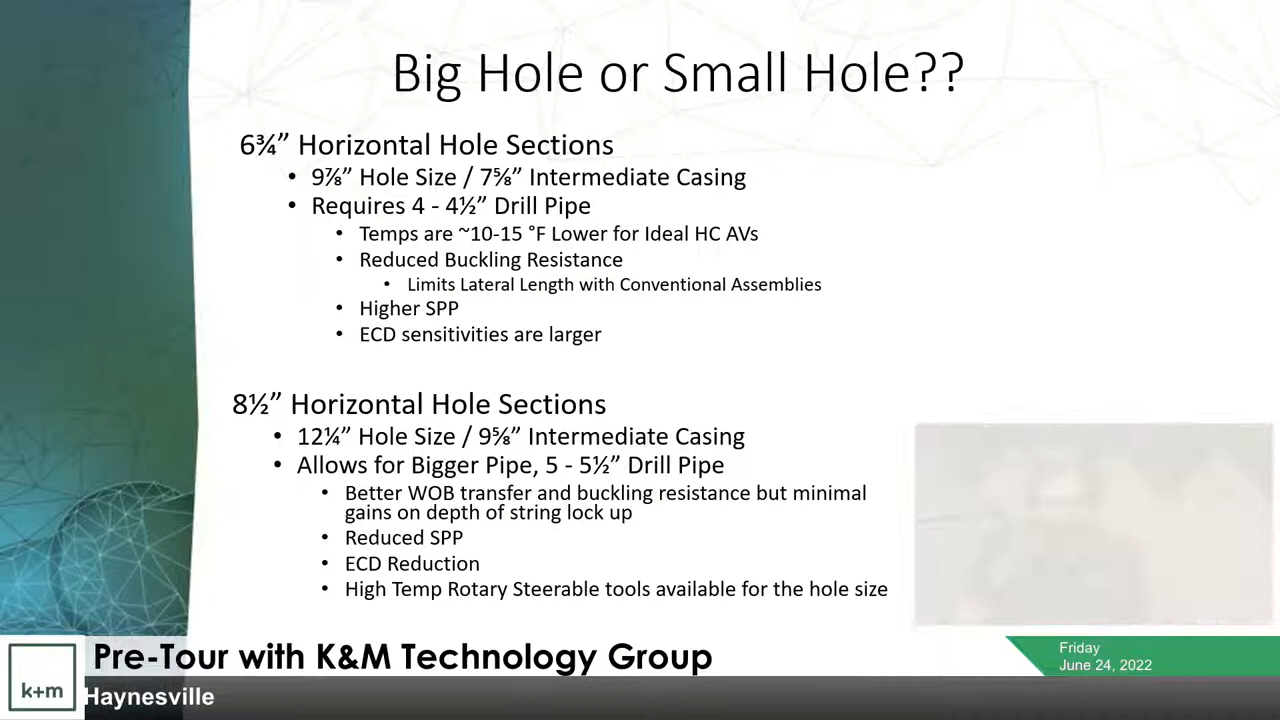 Big Hole or Small Hole??
6¾” Horizontal Hole Sections
• 9⅞” Hole Size / 7⅝” Intermediate Casing
• Requires 4 - 4½” Drill Pipe
• Temps are ~10-15 °F Lower for Ideal HC AVs
• Reduced Buckling Resistance
• Limits Lateral Length with Conventional Assemblies
• Higher SPP
• ECD sensitivities are larger
8½” Horizontal Hole Sections
• 12¼” Hole Size / 9⅝” Intermediate Casing
• Allows for Bigger Pipe, 5 - 5½” Drill Pipe
• Better WOB transfer and buckling resistance but minimal
gains on depth of string lock up
• Reduced SPP
• ECD Reduction
• High Temp Rotary Steerable tools available for the hole size
k+m
Pre-Tour with K&M Technology Group
Haynesville
Friday
June 24, 2022